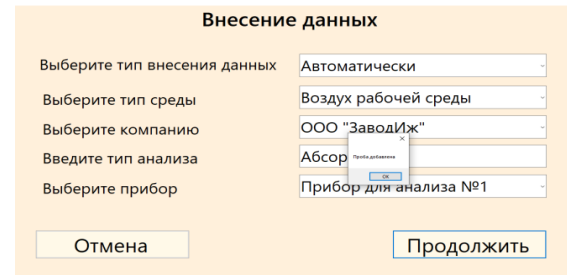 Внесение данных
Выберите тип внесения данных Автоматически
Выберите тип среды Воздух рабочей среды
Выберите компанию ООО "ЗаводИж"
Введите тип анализа Абсор
Проба добавлена
OK
Выберите прибор Прибор для анализа №1
Отмена Продолжить